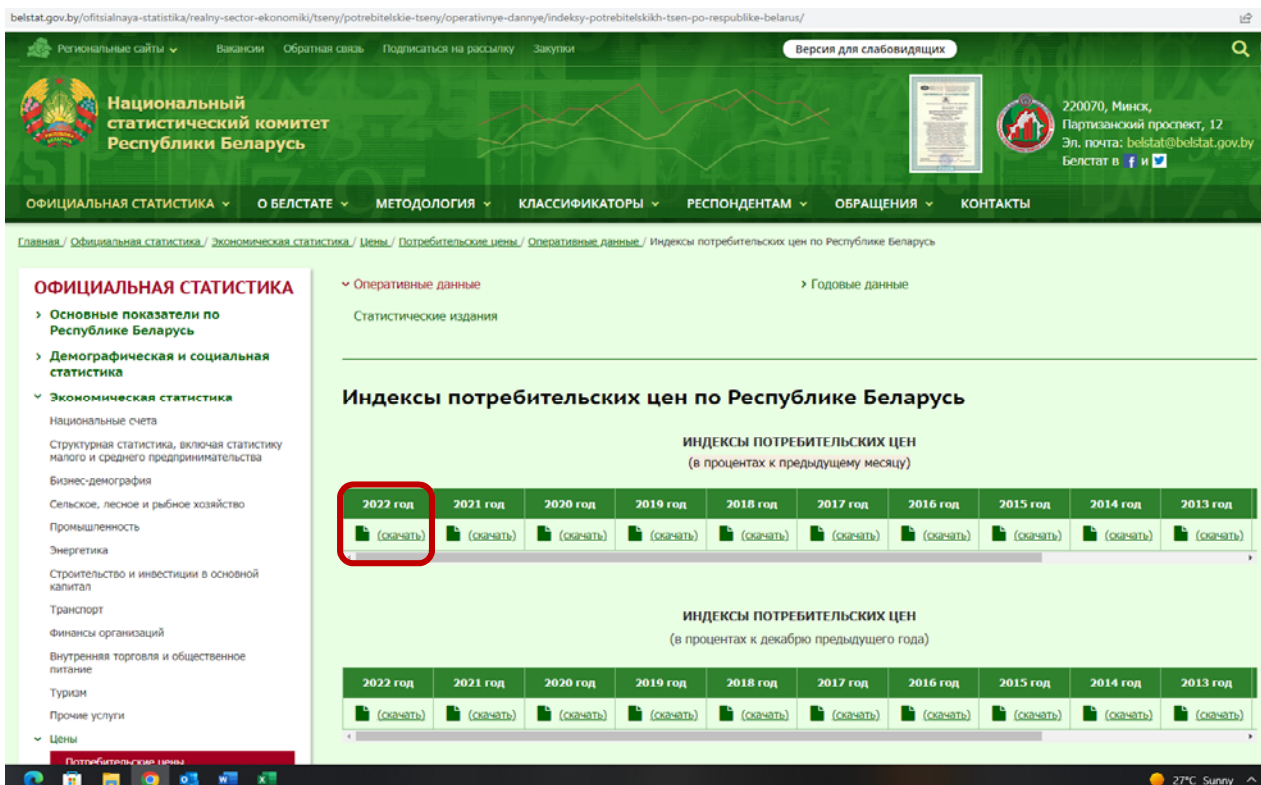 belstat.gov.by/ofitsialnaya-statistika/realny-sector-ekonomiki/tseny/potrebitelskie-tseny/operativnye-dannye/indeksy-potrebitelskikh-tsen-po-respublike-belarus/
Региональные сайты Вакансии Обратная связь Подписаться на рассылку Закупки Версия для слабовидящих
Национальный
статистический комитет
Республики Беларусь
220070, Минск,
Партизанский проспект, 12
Эл. почта: belstat@belstat.gov.by
Белстат в f и
ОФИЦИАЛЬНАЯ СТАТИСТИКА О БЕЛСТАТЕ МЕТОДОЛОГИЯ КЛАССИФИКАТОРЫ РЕСПОНДЕНТАМ ОБРАЩЕНИЯ КОНТАКТЫ
Главная / Официальная статистика / Экономическая статистика / Цены / Потребительские цены / Оперативные данные / Индексы потребительских цен по Республике Беларусь
ОФИЦИАЛЬНАЯ СТАТИСТИКА
Основные показатели по
Республике Беларусь
Демографическая и социальная
статистика
Экономическая статистика
Национальные счета
Структурная статистика, включая статистику
малого и среднего предпринимательства
Бизнес-демография
Сельское, лесное и рыбное хозяйство
Промышленность
Энергетика
Строительство и инвестиции в основной
капитал
Транспорт
Финансы организаций
Внутренняя торговля и общественное
питание
Туризм
Прочие услуги
Цены
Потребительские цены
Оперативные данные Годовые данные
Статистические издания
Индексы потребительских цен по Республике Беларусь
ИНДЕКСЫ ПОТРЕБИТЕЛЬСКИХ ЦЕН
(в процентах к предыдущему месяцу)
2022 год 2021 год 2020 год 2019 год 2018 год 2017 год 2016 год 2015 год 2014 год 2013 год
(скачать) (скачать) (скачать) (скачать) (скачать) (скачать) (скачать) (скачать) (скачать) (скачать)
ИНДЕКСЫ ПОТРЕБИТЕЛЬСКИХ ЦЕН
(в процентах к декабрю предыдущего года)
2022 год 2021 год 2020 год 2019 год 2018 год 2017 год 2016 год 2015 год 2014 год 2013 год
(скачать) (скачать) (скачать) (скачать) (скачать) (скачать) (скачать) (скачать) (скачать) (скачать)
27°C Sunny